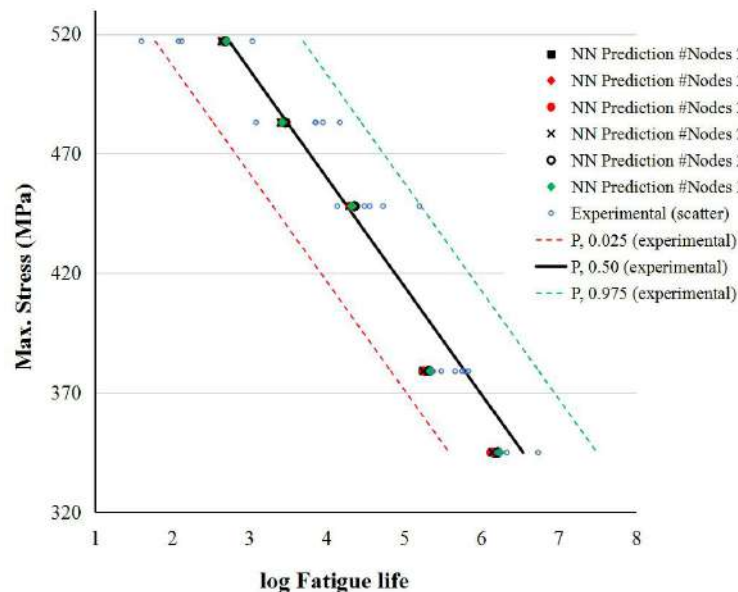 520
470
420
370
320
Max. Stress (MPa)
1 2 3 4 5 6 7 8
log Fatigue life
NN Prediction #Nodes
NN Prediction #Nodes
NN Prediction #Nodes
NN Prediction #Nodes
NN Prediction #Nodes
NN Prediction #Nodes
Experimental (scatter)
P, 0.025 (experimental)
P, 0.50 (experimental)
P, 0.975 (experimental)